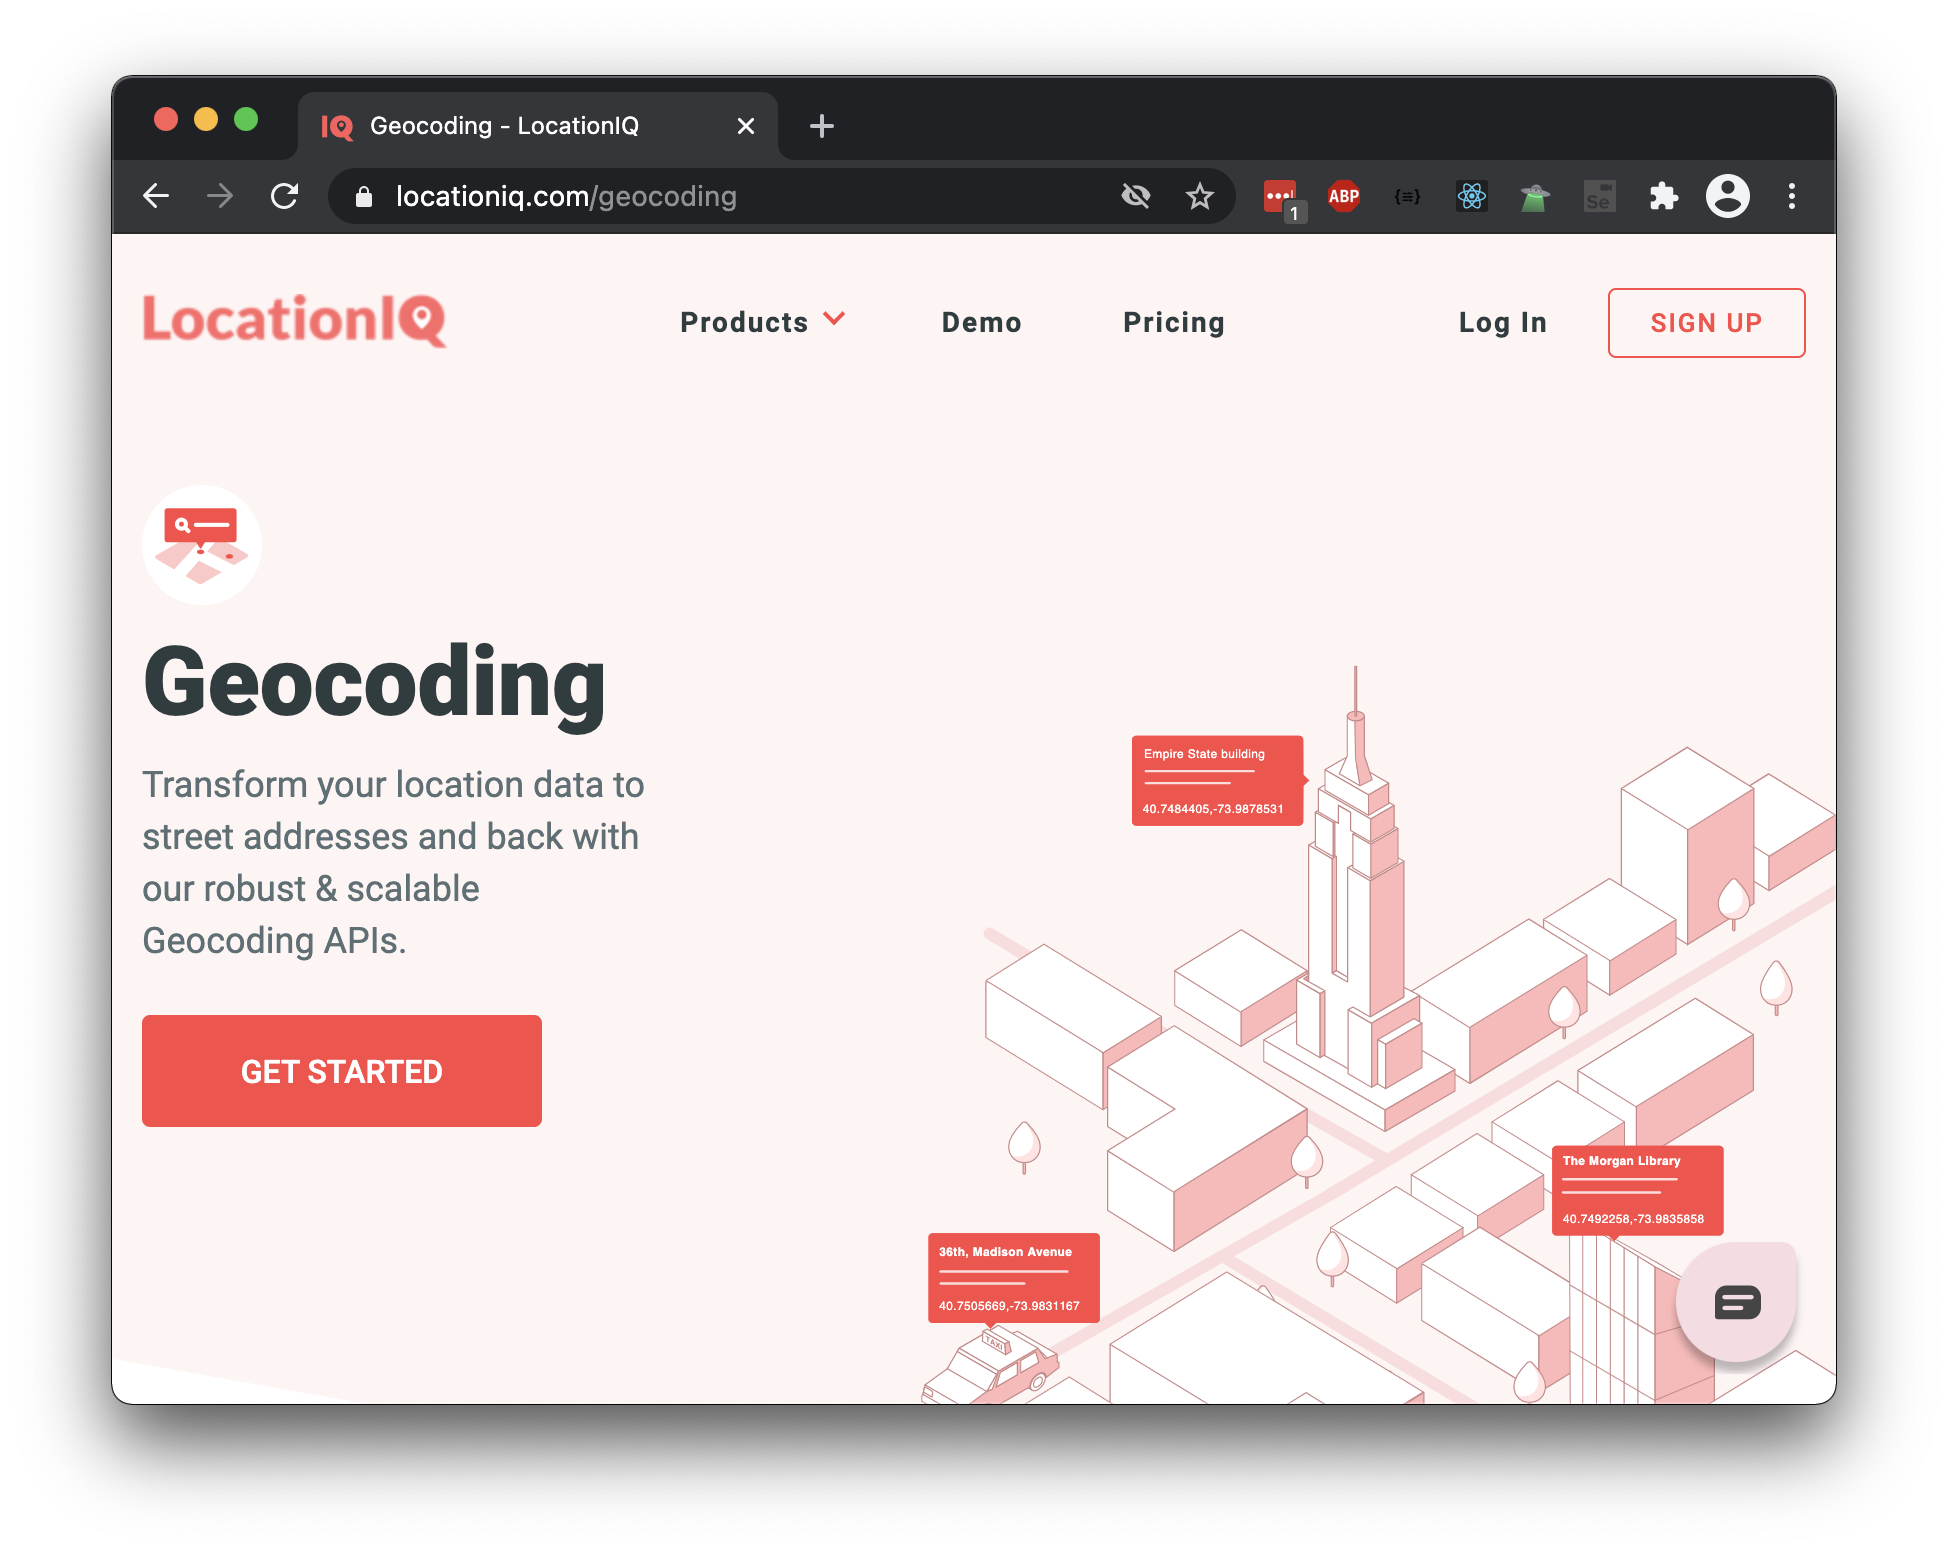 IQ Geocoding - LocationIQ
locationiq.com/geocoding
1
ABP
Se
LocationIQ
Products
Demo
Pricing
Log In
SIGN UP
Geocoding
Transform your location data to
street addresses and back with
our robust & scalable
Geocoding APIs.
GET STARTED
Empire State building
40.7484405,-73.9878531
The Morgan Library
40.7492258,-73.9835858
36th, Madison Avenue
40.7505669,-73.9831167
TAXI